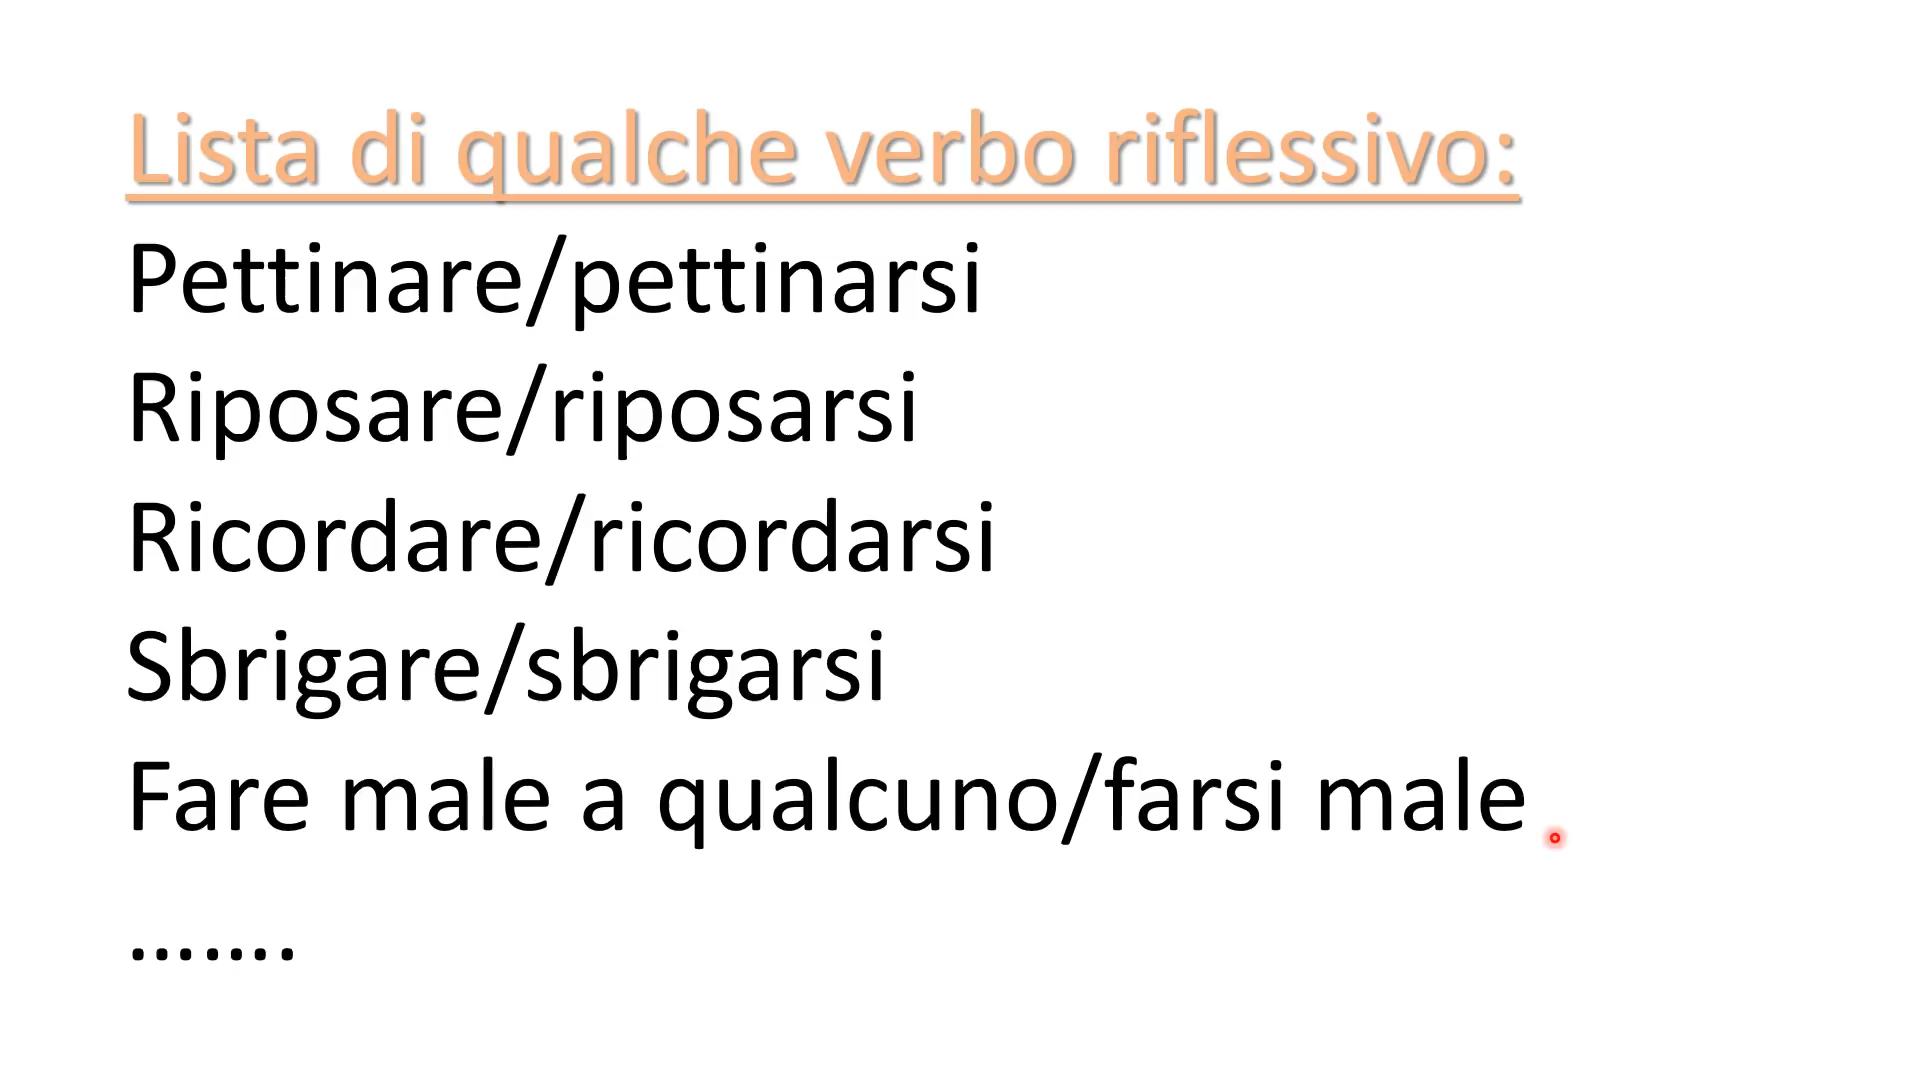 Lista di qualche verbo riflessivo:
Pettinare/pettinarsi
Riposare/riposarsi
Ricordare/ricordarsi
Sbrigare/sbrigarsi
Fare male a qualcuno/farsi male
…….